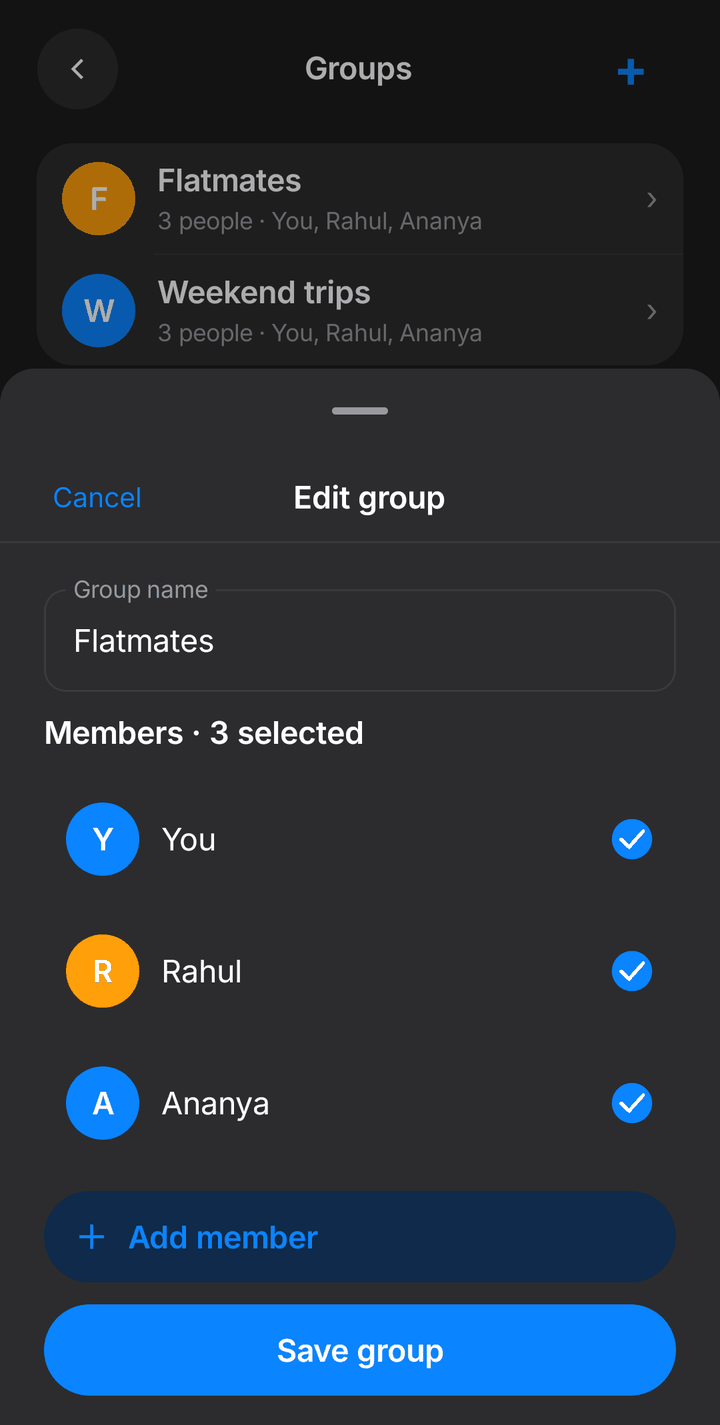 Groups
F
Flatmates
3 people · You, Rahul, Ananya
W
Weekend trips
3 people · You, Rahul, Ananya
Cancel
Edit group
Group name
Flatmates
Members · 3 selected
Y
You
R
Rahul
A
Ananya
+ Add member
Save group